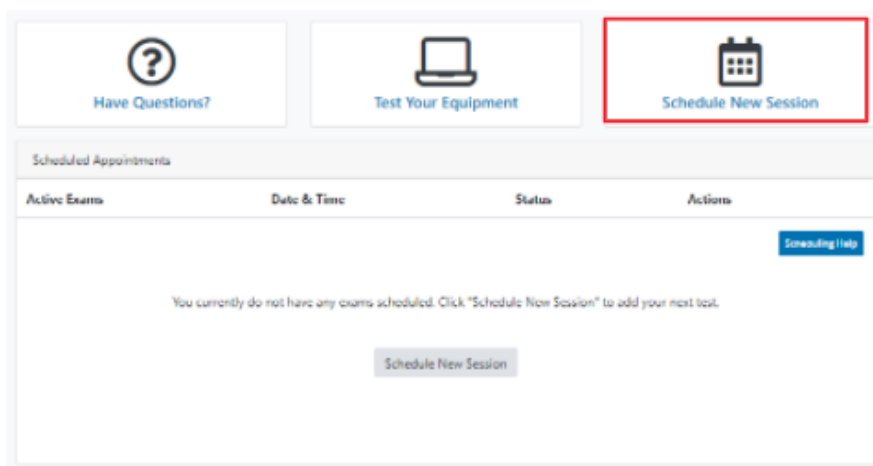 Have Questions?
Test Your Equipment
Schedule New Session
Scheduled Appointments
Active Exams Date & Time Status Actions
Scheduling Help
You currently do not have any exams scheduled. Click "Schedule New Session" to add your next test.
Schedule New Session